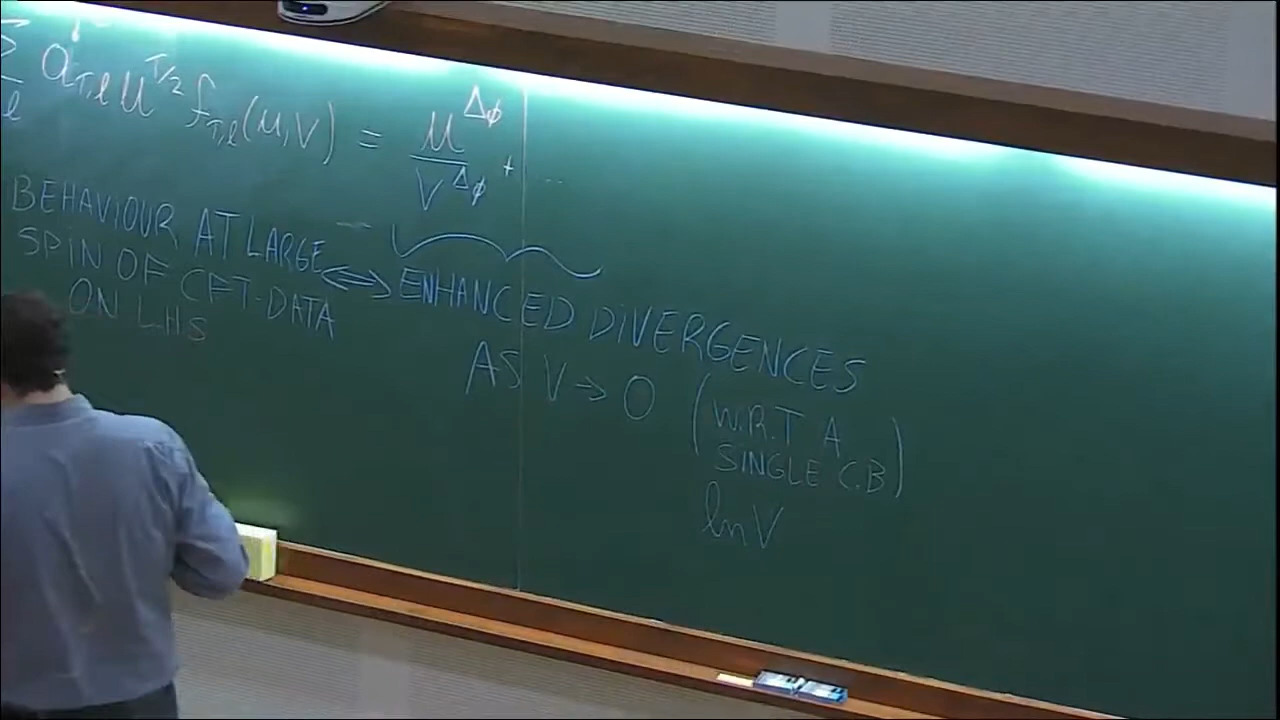 Σ_ℓ a_{τ,ℓ} u^{τ/2} f_{τ,ℓ}(u,v) = u^{Δφ} / v^{Δφ} + ...
BEHAVIOUR AT LARGE
SPIN OF CFT-DATA
ON LHS
⟺ ENHANCED DIVERGENCES
AS V → 0 (W.R.T A
SINGLE C.B)
ln V